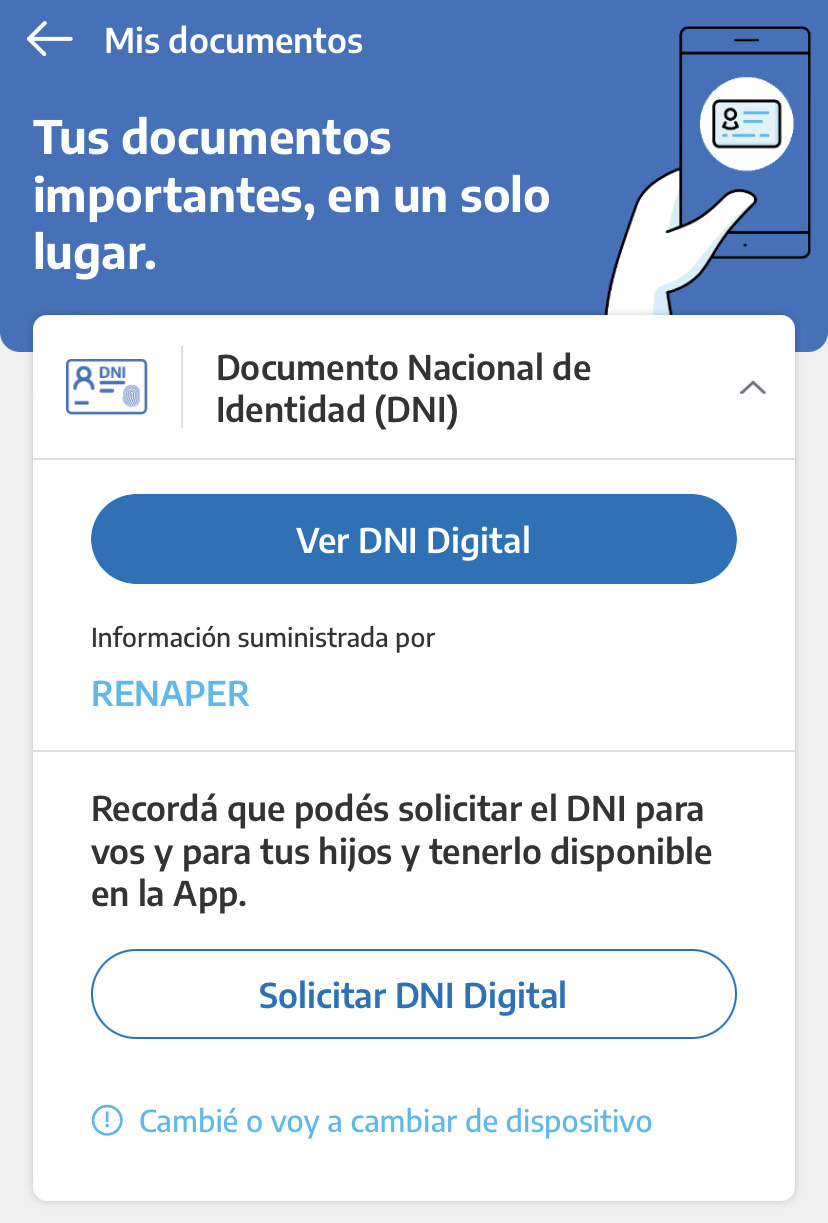 Mis documentos
Tus documentos
importantes, en un solo
lugar.
DNI
Documento Nacional de
Identidad (DNI)
Ver DNI Digital
Información suministrada por
RENAPER
Recordá que podés solicitar el DNI para
vos y para tus hijos y tenerlo disponible
en la App.
Solicitar DNI Digital
Cambié o voy a cambiar de dispositivo